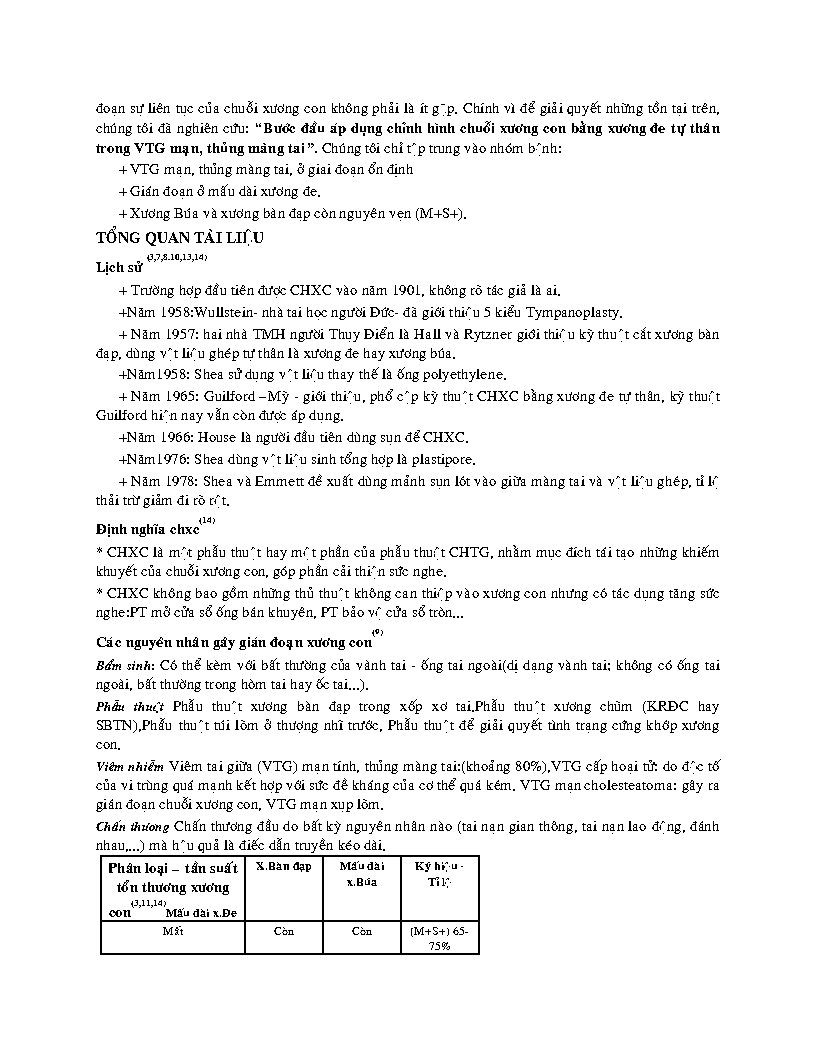 đoạn sự liên tục của chuỗi xương con không phải là ít gặp. Chính vì để giải quyết những tồn tại trên,
chúng tôi đã nghiên cứu: “Bước đầu áp dụng chỉnh hình chuỗi xương con bằng xương đe tự thân
trong VTG mạn, thủng màng tai”. Chúng tôi chỉ tập trung vào nhóm bệnh:
+ VTG mạn, thủng màng tai, ở giai đoạn ổn định
+ Gián đoạn ở mấu dài xương đe.
+ Xương Búa và xương bàn đạp còn nguyên vẹn (M+S+).
TỔNG QUAN TÀI LIỆU
Lịch sử (3,7,8.10,13,14)
+ Trường hợp đầu tiên được CHXC vào năm 1901, không rõ tác giả là ai.
+Năm 1958:Wullstein- nhà tai học người Đức- đã giới thiệu 5 kiểu Tympanoplasty.
+ Năm 1957: hai nhà TMH người Thụy Điển là Hall và Rytzner giới thiệu kỹ thuật cắt xương bàn
đạp, dùng vật liệu ghép tự thân là xương đe hay xương búa.
+Năm1958: Shea sử dụng vật liệu thay thế là ống polyethylene.
+ Năm 1965: Guilford –Mỹ - giới thiệu, phổ cập kỹ thuật CHXC bằng xương đe tự thân, kỹ thuật
Guilford hiện nay vẫn còn được áp dụng.
+Năm 1966: House là người đầu tiên dùng sụn để CHXC.
+Năm1976: Shea dùng vật liệu sinh tổng hợp là plastipore.
+ Năm 1978: Shea và Emmett đề xuất dùng mảnh sụn lót vào giữa màng tai và vật liệu ghép, tỉ lệ
thải trừ giảm đi rõ rệt.
Định nghĩa chxc(14)
* CHXC là một phẫu thuật hay một phần của phẫu thuật CHTG, nhằm mục đích tái tạo những khiếm
khuyết của chuỗi xương con, góp phần cải thiện sức nghe.
* CHXC không bao gồm những thủ thuật không can thiệp vào xương con nhưng có tác dụng tăng sức
nghe:PT mở cửa sổ ống bán khuyên, PT bảo vệ cửa sổ tròn...
Các nguyên nhân gây gián đoạn xương con(9)
Bẩm sinh: Có thể kèm với bất thường của vành tai - ống tai ngoài(dị dạng vành tai; không có ống tai
ngoài, bất thường trong hòm tai hay ốc tai...).
Phẫu thuật Phẫu thuật xương bàn đạp trong xốp xơ tai.Phẫu thuật xương chũm (KRĐC hay
SBTN),Phẫu thuật túi lõm ở thượng nhĩ trước, Phẫu thuật để giải quyết tình trạng cứng khớp xương
con.
Viêm nhiễm Viêm tai giữa (VTG) mạn tính, thủng màng tai:(khoảng 80%),VTG cấp hoại tử: do độc tố
của vi trùng quá mạnh kết hợp với sức đề kháng của cơ thể quá kém. VTG mạn cholesteatoma: gây ra
gián đoạn chuỗi xương con. VTG mạn xụp lõm.
Chấn thương Chấn thương đầu do bất kỳ nguyên nhân nào (tai nạn gian thông, tai nạn lao động, đánh
nhau,...) mà hậu quả là điếc dẫn truyền kéo dài.
Phân loại – tần suất X.Bàn đạp Mấu dài Ký hiệu -
tổn thương xương x.Búa Tỉ lệ
con(3,11,14) Mấu dài x.Đe
Mất Còn Còn (M+S+) 65-
75%